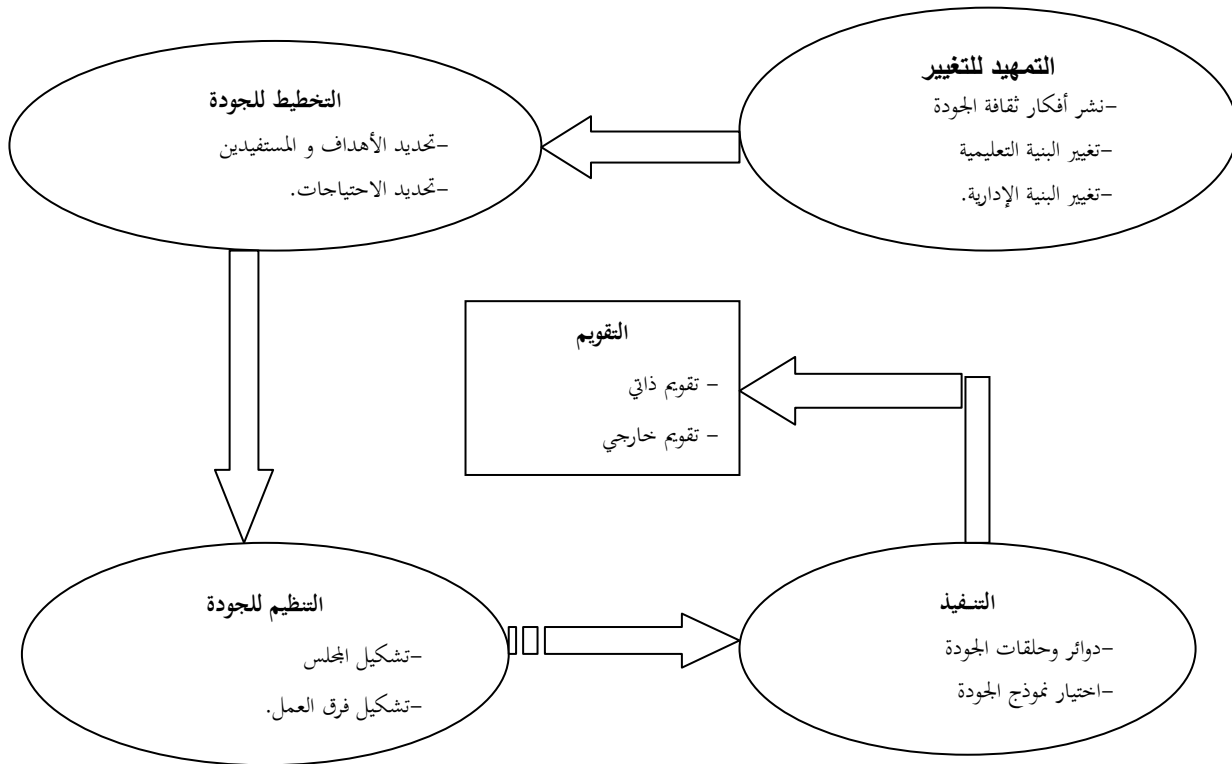 التمهيد للتغيير
-نشر أفكار ثقافة الجودة
-تغيير البنية التعليمية
-تغيير البنية الإدارية.
التخطيط للجودة
-تحديد الأهداف و المستفيدين
-تحديد الاحتياجات.
التنظيم للجودة
-تشكيل المجلس
-تشكيل فرق العمل.
التنـفيذ
-دوائر وحلقات الجودة
-اختيار نموذج الجودة
التقويم
- تقويم ذاتي
- تقويم خارجي